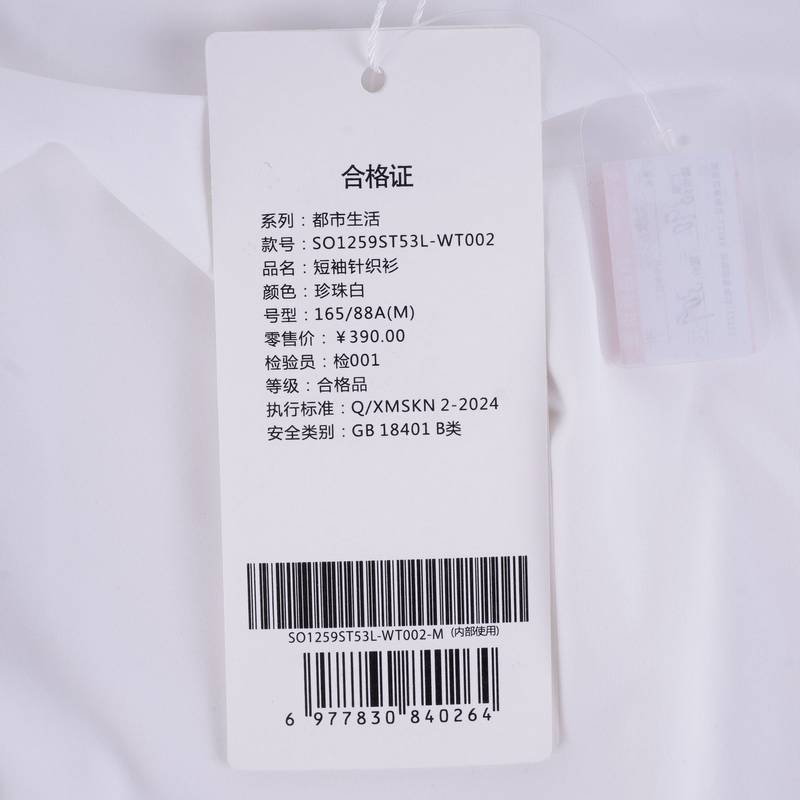 合格证
系列：都市生活
款号：SO1259ST53L-WT002
品名：短袖针织衫
颜色：珍珠白
号型：165/88A(M)
零售价：￥390.00
检验员：检001
等级：合格品
执行标准：Q/XMSKN 2-2024
安全类别：GB 18401 B类
SO1259ST53L-WT002-M (内部使用)
6 977830 840264